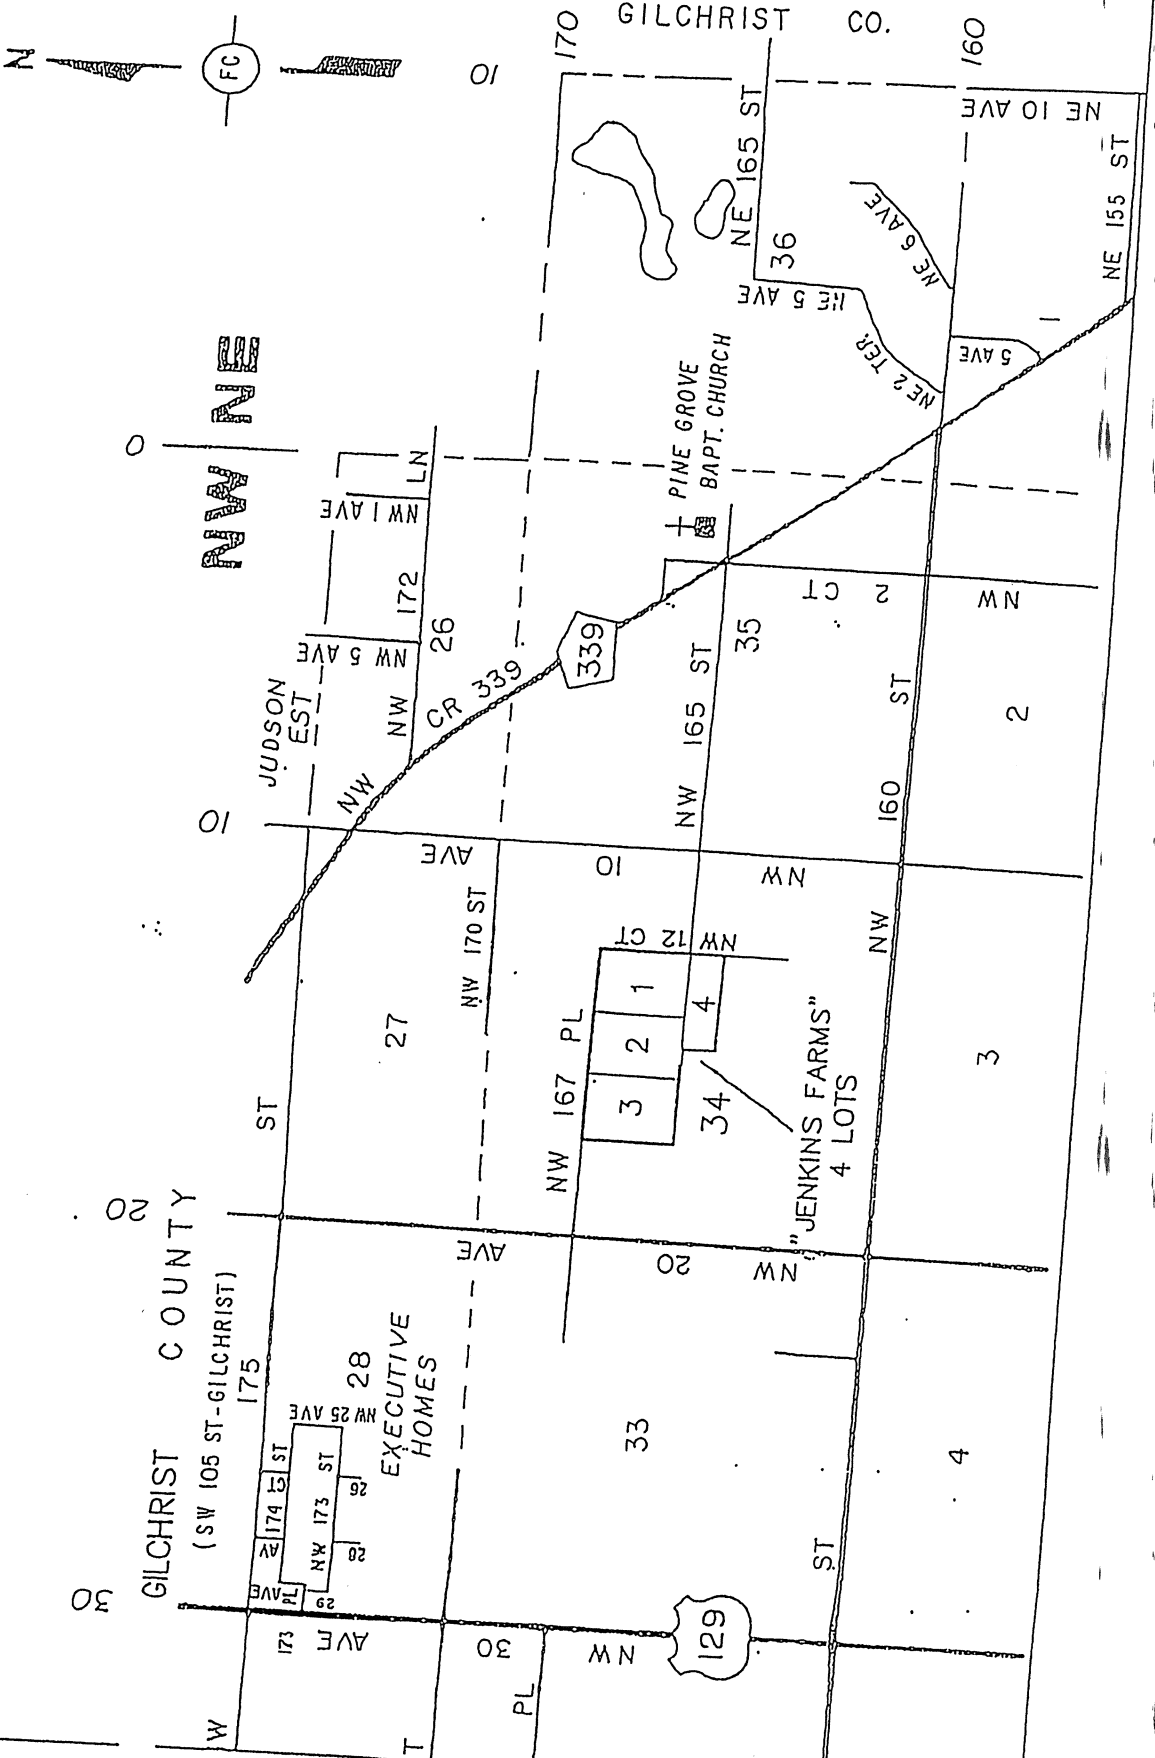 GILCHRIST CO.
N
FC
10
170
160
NE 165 ST
NE 10 AVE
NE 155 ST
36
NE 5 AVE
NE 6 AVE
NE 2 TER
5 AVE
1
NW NE
0
PINE GROVE
BAPT. CHURCH
NW 1 AVE
NW 172 LN
NW 5 AVE
26
JUDSON
EST
NW CR 339
339
35
NW 2 CT
NW 165 ST
NW 160 ST
2
10
NW 10 AVE
NW 170 ST
27
NW 12 CT
NW 167 PL
1
2
3
4
34
"JENKINS FARMS"
4 LOTS
3
20
NW 20 AVE
GILCHRIST COUNTY
(SW 105 ST-GILCHRIST)
175 ST
28
EXECUTIVE
HOMES
NW 25 AVE
174 ST
CT
AV
NW 173 ST
26
28
29
AVE
PL
173
33
4
ST
30
NW 30 AVE
129
W
T
PL